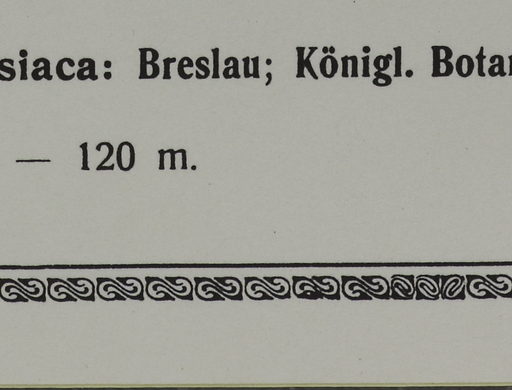 siaca: Breslau; Königl. Botan
— 120 m.